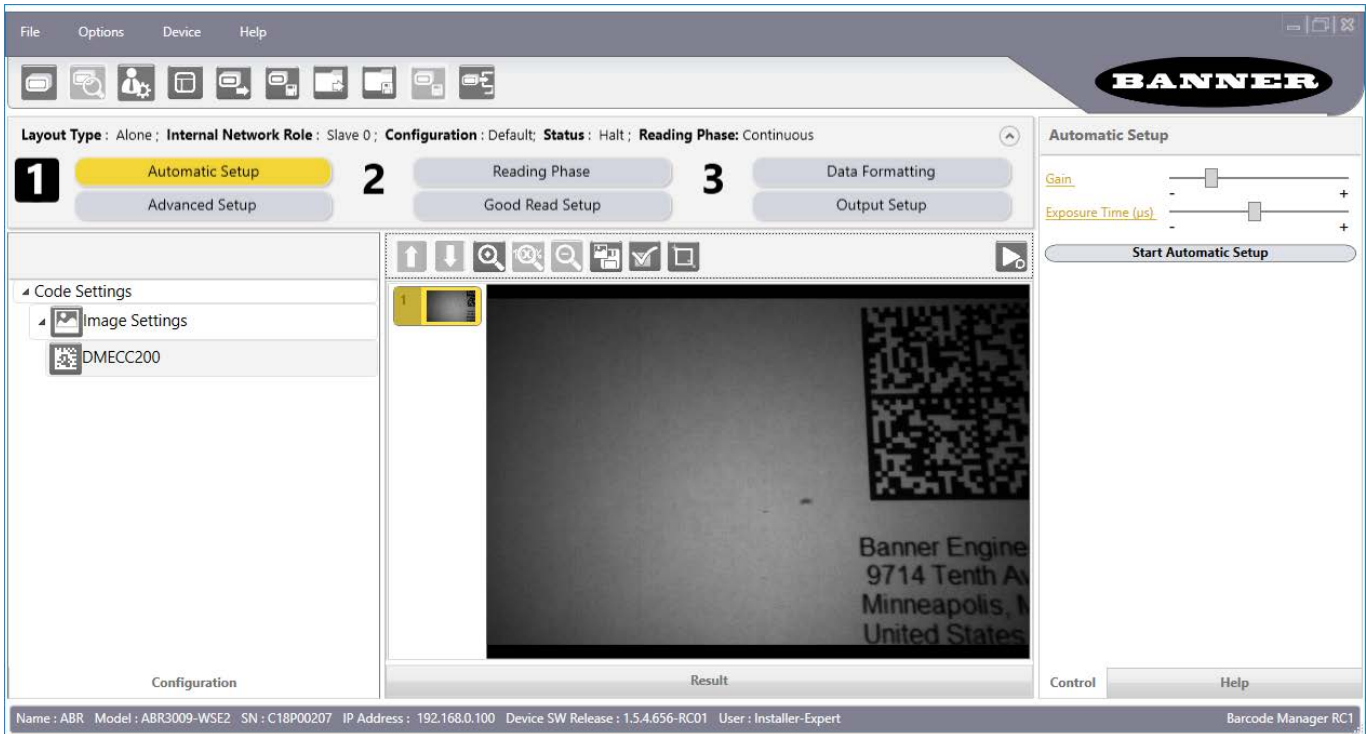 File Options Device Help
BANNER
Layout Type : Alone ; Internal Network Role : Slave 0 ; Configuration : Default; Status : Halt ; Reading Phase: Continuous
Automatic Setup
1 Automatic Setup 2 Reading Phase 3 Data Formatting
Advanced Setup Good Read Setup Output Setup
Gain
- +
Exposure Time (µs)
- +
Start Automatic Setup
Code Settings
Image Settings
DMECC200
1
Banner Engine
9714 Tenth Av
Minneapolis,
United States
Configuration
Result
Control Help
Name : ABR Model : ABR3009-WSE2 SN : C18P00207 IP Address : 192.168.0.100 Device SW Release : 1.5.4.656-RC01 User : Installer-Expert Barcode Manager RC1